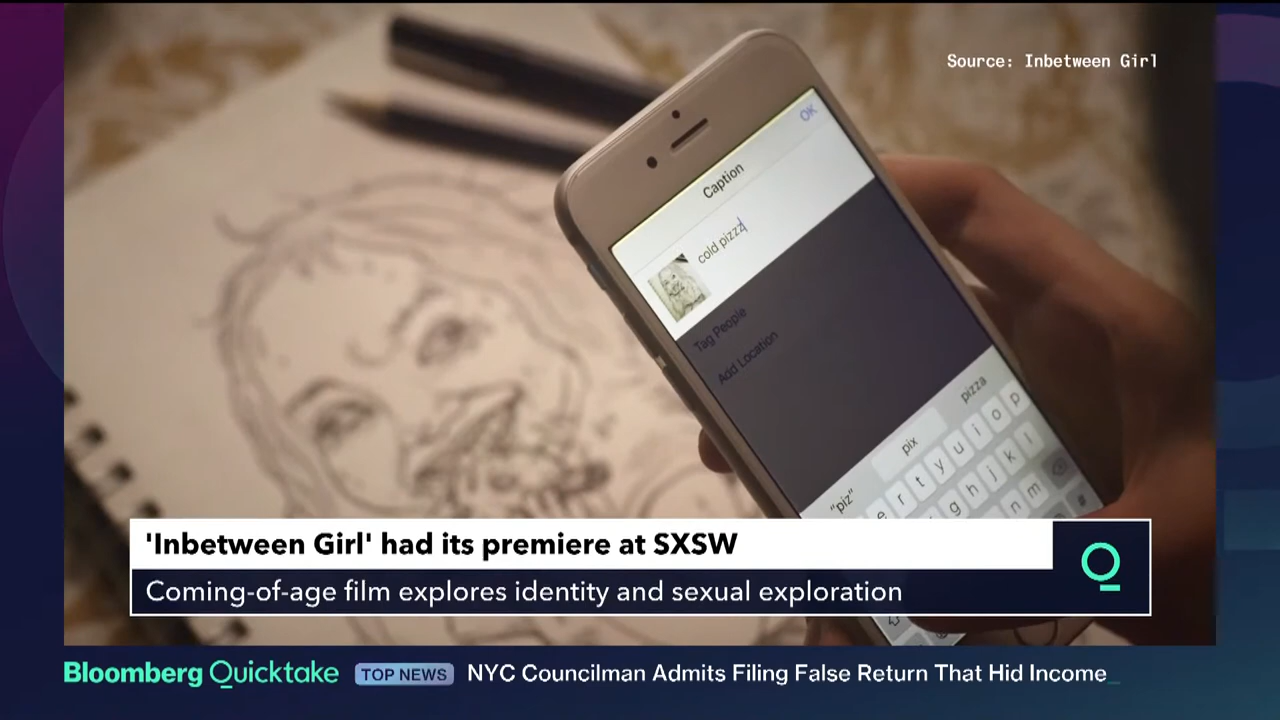 Source: Inbetween Girl
OK
Caption
cold pizza
Tag People
Add Location
"piz"
pix
pizza
e r t y u i o p
g h j k l
n m
#
'Inbetween Girl' had its premiere at SXSW
Coming-of-age film explores identity and sexual exploration
Bloomberg Quicktake
TOP NEWS
NYC Councilman Admits Filing False Return That Hid Income_